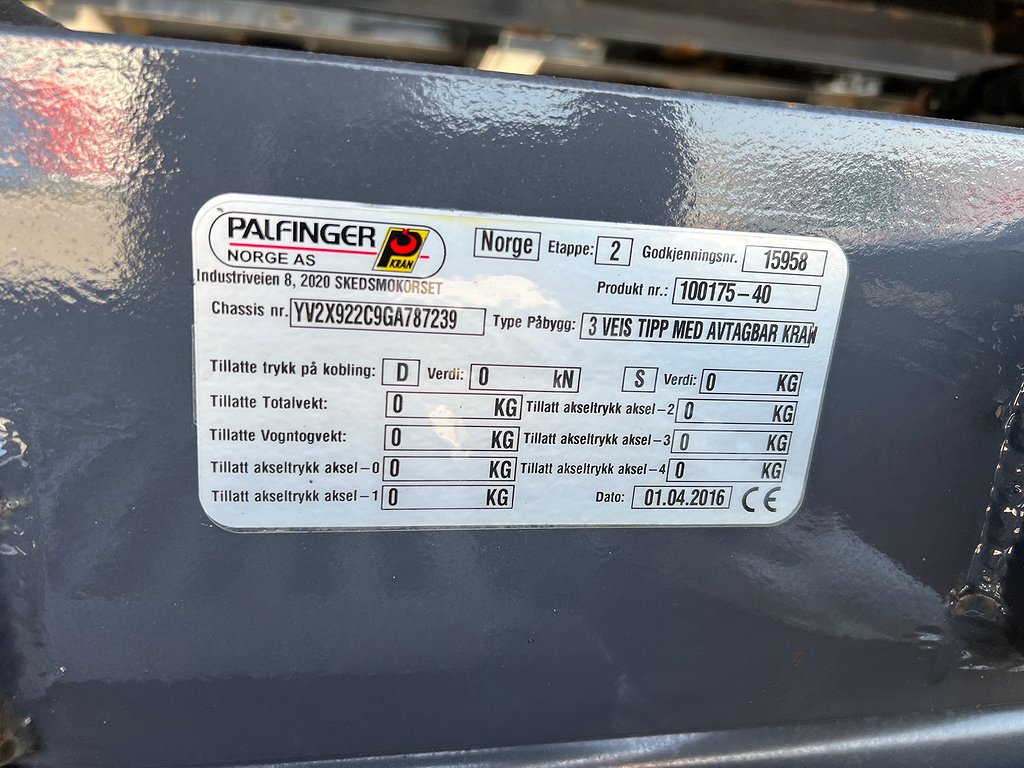 PALFINGER
NORGE AS
KRAN
Norge Etappe: 2 Godkjenningsnr. 15958
Industriveien 8, 2020 SKEDSMOKORSET
Produkt nr.: 100175-40
Chassis nr. YV2X922C9GA787239 Type Påbygg: 3 VEIS TIPP MED AVTAGBAR KRAN
Tillatte trykk på kobling: D Verdi: 0 kN S Verdi: 0 KG
Tillatte Totalvekt: 0 KG Tillatt akseltrykk aksel-2 0 KG
Tillatte Vogntogvekt: 0 KG Tillatt akseltrykk aksel-3 0 KG
Tillatt akseltrykk aksel-0 0 KG Tillatt akseltrykk aksel-4 0 KG
Tillatt akseltrykk aksel-1 0 KG Dato: 01.04.2016 CE